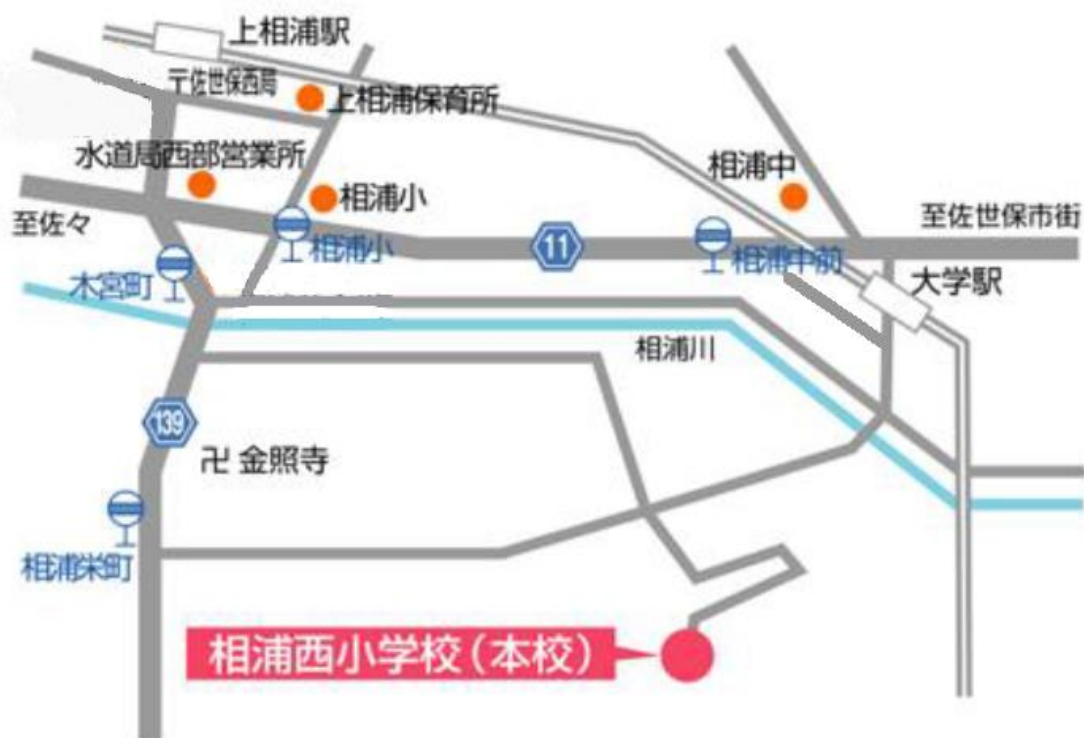 上相浦駅
〒佐世保西局
上相浦保育所
水道局西部営業所
相浦小
相浦中
至佐々
至佐世保市街
相浦小
11
相浦中前
木宮町
大学駅
相浦川
139
卍 金照寺
相浦栄町
相浦西小学校(本校)